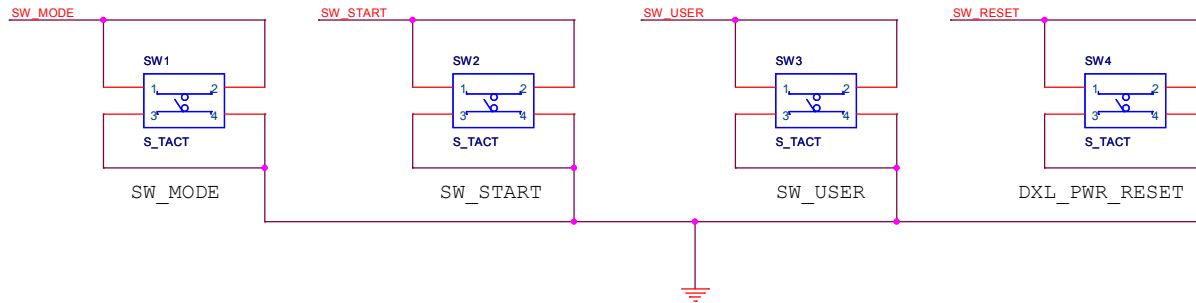 SW_MODE SW_START SW_USER SW_RESET
SW1 SW2 SW3 SW4
1 2 1 2 1 2 1 2
3 4 3 4 3 4 3 4
S_TACT S_TACT S_TACT S_TACT
SW_MODE SW_START SW_USER DXL_PWR_RESET